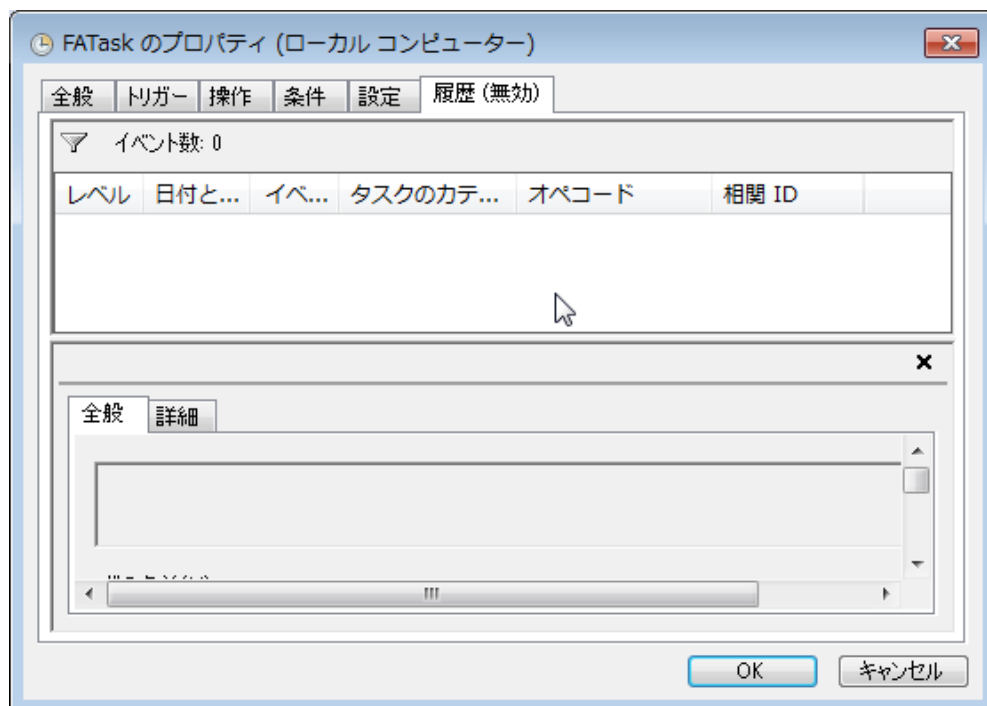 FATask のプロパティ (ローカル コンピューター)
全般 トリガー 操作 条件 設定 履歴 (無効)
イベント数: 0
レベル 日付と... イベ... タスクのカテ... オペコード 相関 ID
全般 詳細
OK キャンセル